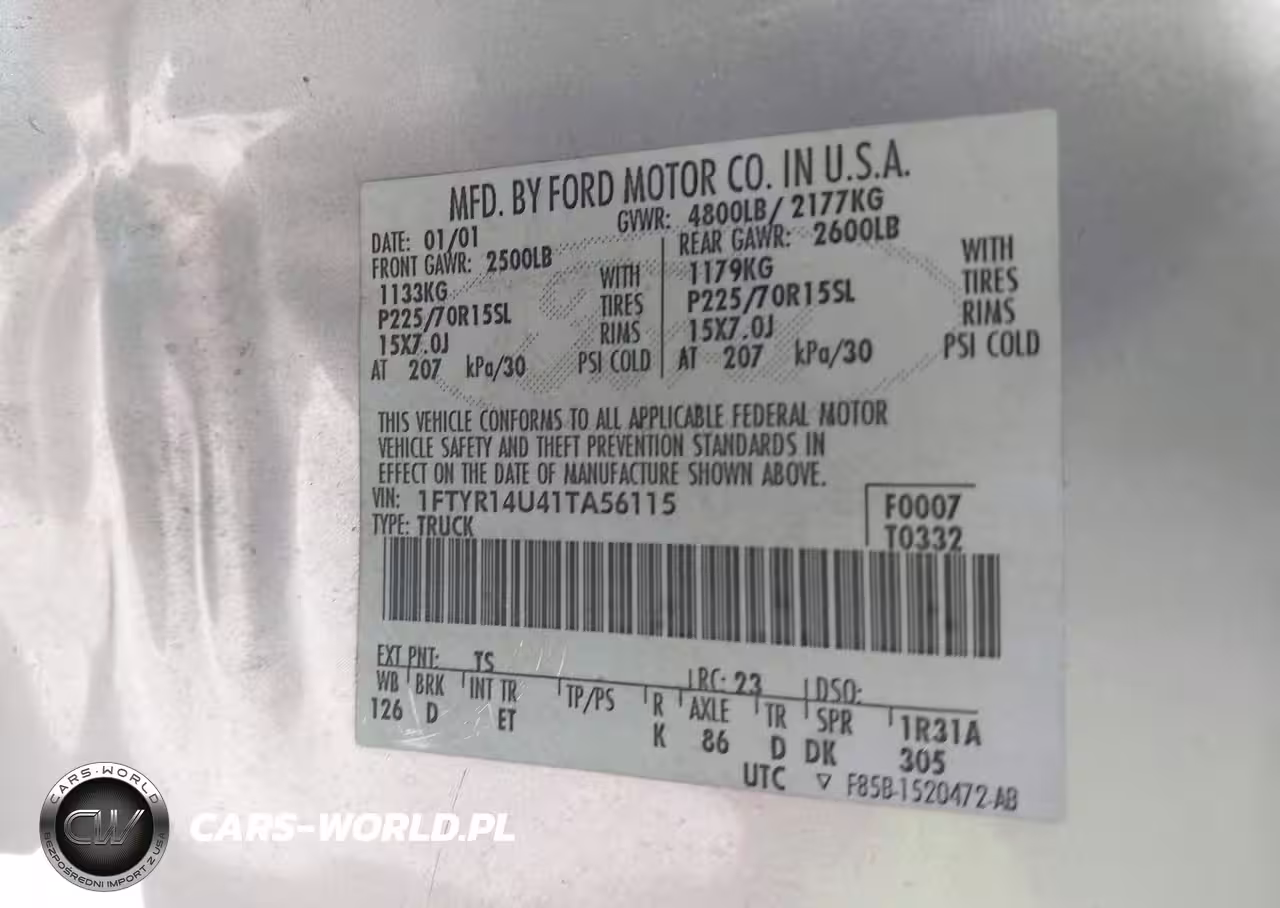 MFD. BY FORD MOTOR CO. IN U.S.A.
DATE: 01/01 GVWR: 4800LB/ 2177KG
FRONT GAWR: 2500LB REAR GAWR: 2600LB
1133KG WITH 1179KG WITH
P225/70R15SL TIRES P225/70R15SL TIRES
15X7.0J RIMS 15X7.0J RIMS
AT 207 kPa/30 PSI COLD AT 207 kPa/30 PSI COLD
THIS VEHICLE CONFORMS TO ALL APPLICABLE FEDERAL MOTOR
VEHICLE SAFETY AND THEFT PREVENTION STANDARDS IN
EFFECT ON THE DATE OF MANUFACTURE SHOWN ABOVE.
VIN: 1FTYR14U41TA56115 F0007
TYPE: TRUCK T0332
EXT PNT: TS RC: 23 DSO:
WB BRK INT TR TP/PS R AXLE TR SPR 1R31A
126 D ET K 86 D DK 305
UTC ▽ F85B-1520472-AB
CARS-WORLD
CW
BEZPOŚREDNI IMPORT Z USA
CARS-WORLD.PL